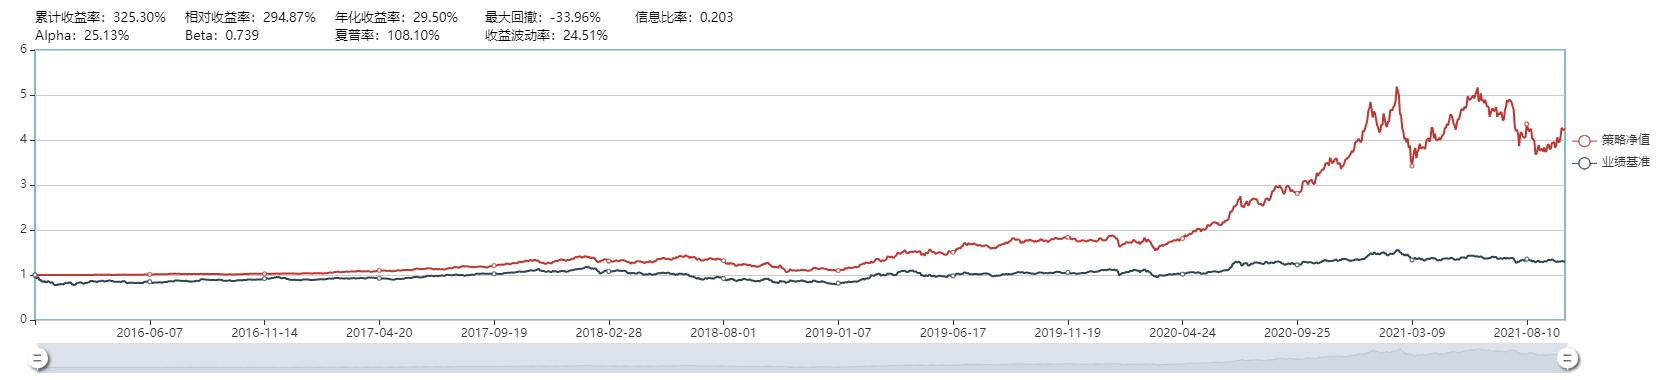 累计收益率：325.30% 相对收益率：294.87% 年化收益率：29.50% 最大回撤：-33.96% 信息比率：0.203
Alpha：25.13% Beta：0.739 夏普率：108.10% 收益波动率：24.51%
6
5
4
3
2
1
0
策略净值
业绩基准
2016-06-07 2016-11-14 2017-04-20 2017-09-19 2018-02-28 2018-08-01 2019-01-07 2019-06-17 2019-11-19 2020-04-24 2020-09-25 2021-03-09 2021-08-10